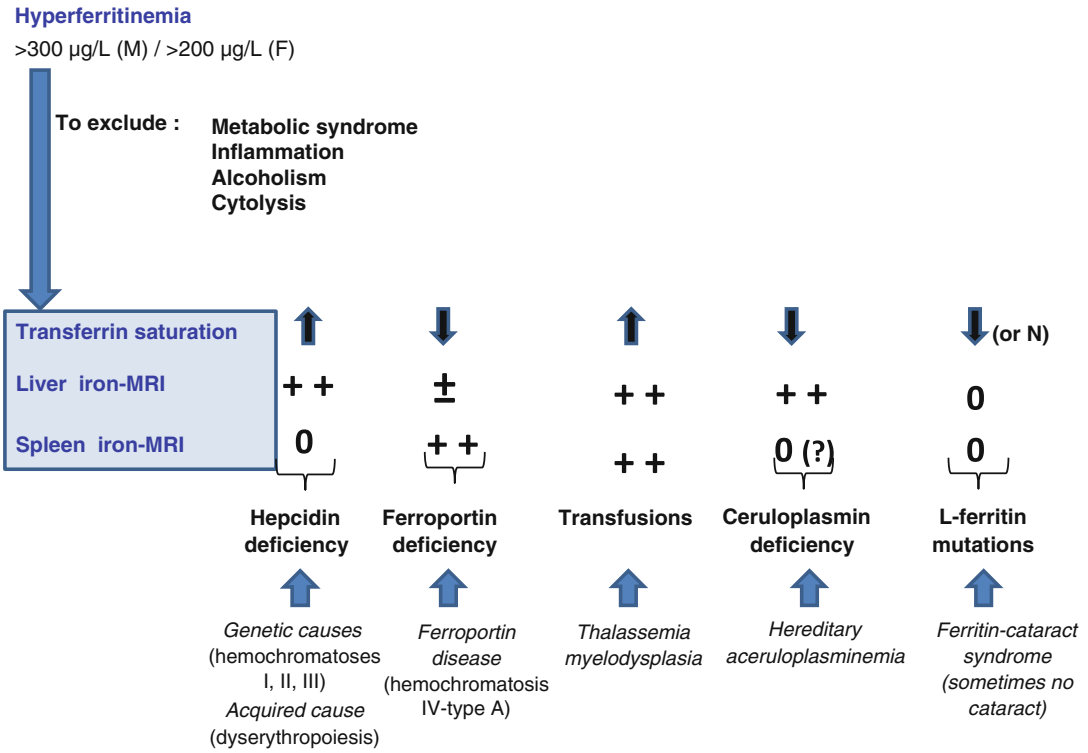 Hyperferritinemia
>300 µg/L (M) / >200 µg/L (F)
To exclude :
Metabolic syndrome
Inflammation
Alcoholism
Cytolysis
Transferrin saturation
(or N)
Liver iron-MRI
+ + ± + + + + 0
Spleen iron-MRI
0 + + + + 0 (?) 0
Hepcidin
deficiency
Ferroportin
deficiency
Transfusions
Ceruloplasmin
deficiency
L-ferritin
mutations
Genetic causes
(hemochromatoses
I, II, III)
Acquired cause
(dyserythropoiesis)
Ferroportin
disease
(hemochromatosis
IV-type A)
Thalassemia
myelodysplasia
Hereditary
aceruloplasminemia
Ferritin-cataract
syndrome
(sometimes no
cataract)